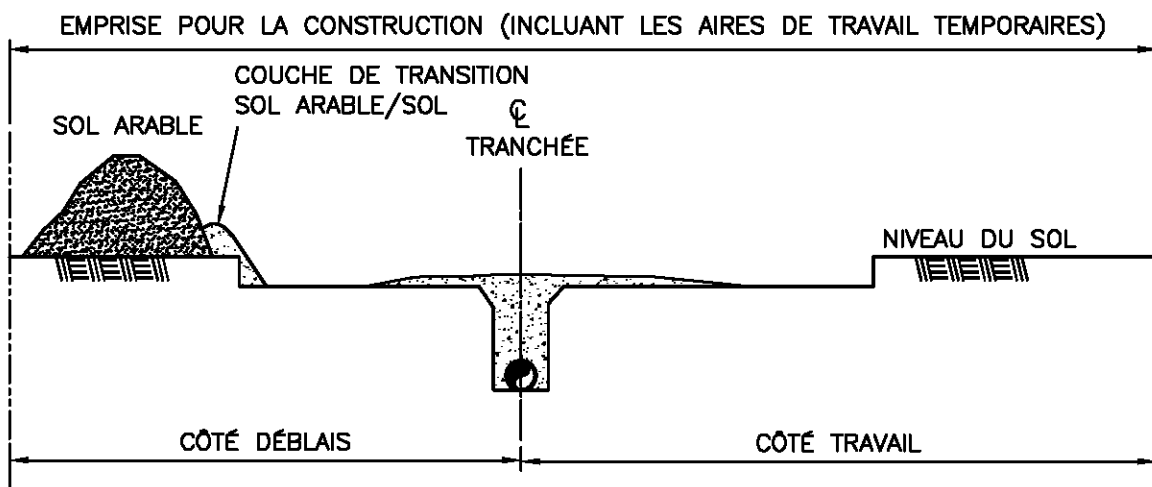 EMPRISE POUR LA CONSTRUCTION (INCLUANT LES AIRES DE TRAVAIL TEMPORAIRES)
COUCHE DE TRANSITION
SOL ARABLE/SOL
SOL ARABLE
℄
TRANCHÉE
NIVEAU DU SOL
CÔTÉ DÉBLAIS
CÔTÉ TRAVAIL